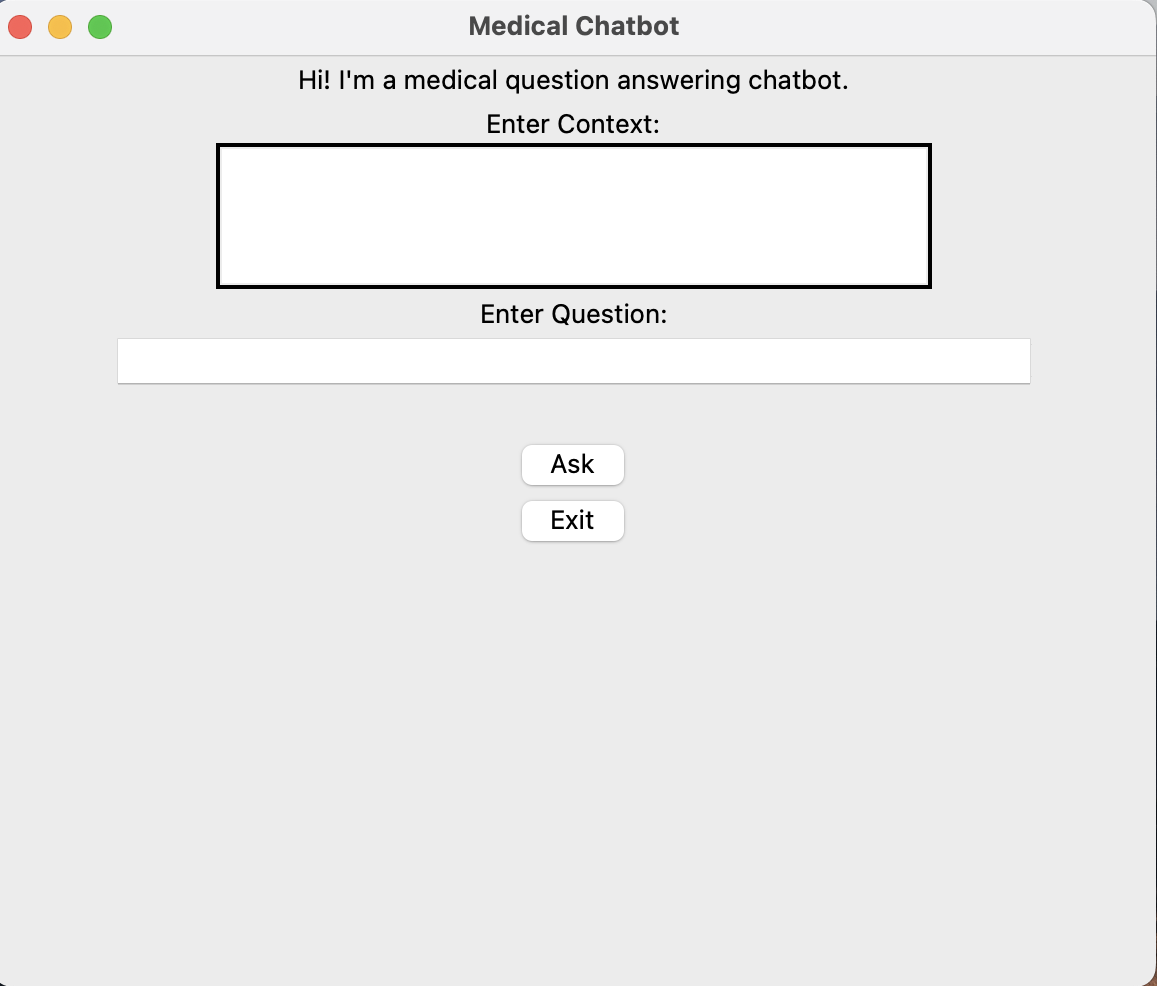 Medical Chatbot
Hi! I'm a medical question answering chatbot.
Enter Context:
Enter Question:
Ask
Exit